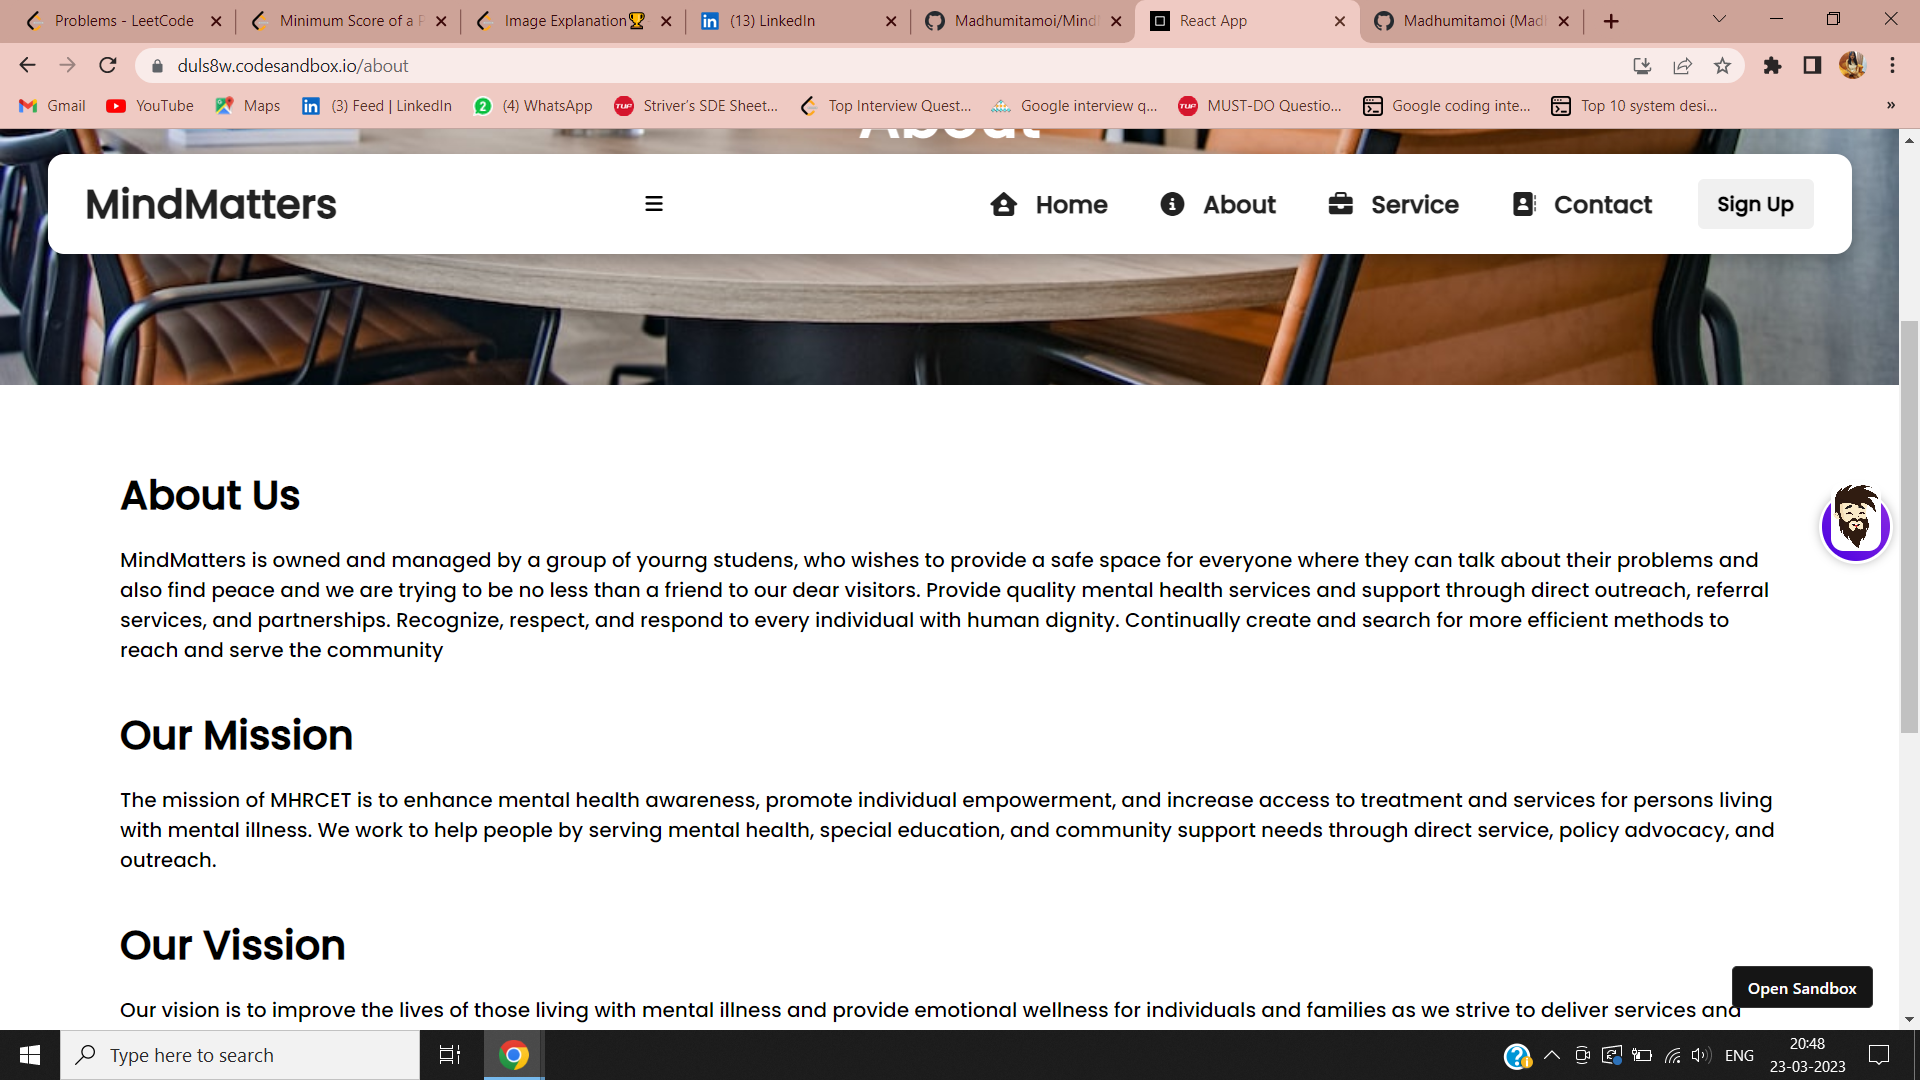 Problems - LeetCode
Minimum Score of a P
Image Explanation🏆
(13) LinkedIn
Madhumitamoi/Mind
React App
Madhumitamoi (Mad
duls8w.codesandbox.io/about
Gmail
YouTube
Maps
(3) Feed | LinkedIn
(4) WhatsApp
Striver's SDE Sheet...
Top Interview Quest...
Google interview q...
MUST-DO Questio...
Google coding inte...
Top 10 system desi...
»
About
MindMatters
Home
About
Service
Contact
Sign Up
About Us
MindMatters is owned and managed by a group of yourng studens, who wishes to provide a safe space for everyone where they can talk about their problems and
also find peace and we are trying to be no less than a friend to our dear visitors. Provide quality mental health services and support through direct outreach, referral
services, and partnerships. Recognize, respect, and respond to every individual with human dignity. Continually create and search for more efficient methods to
reach and serve the community
Our Mission
The mission of MHRCET is to enhance mental health awareness, promote individual empowerment, and increase access to treatment and services for persons living
with mental illness. We work to help people by serving mental health, special education, and community support needs through direct service, policy advocacy, and
outreach.
Our Vission
Our vision is to improve the lives of those living with mental illness and provide emotional wellness for individuals and families as we strive to deliver services and
Open Sandbox
Type here to search
ENG
20:48
23-03-2023